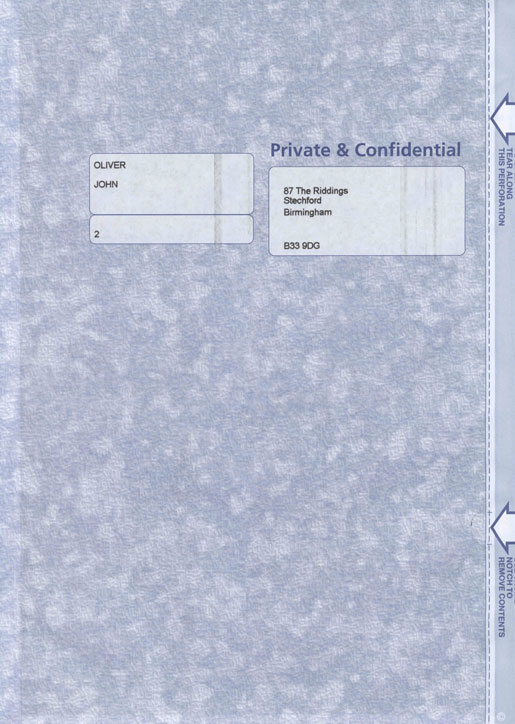 OLIVER
JOHN
2
Private & Confidential
87 The Riddings
Stechford
Birmingham
B33 9DG
TEAR ALONG
THIS PERFORATION
NOTCH TO
REMOVE CONTENTS